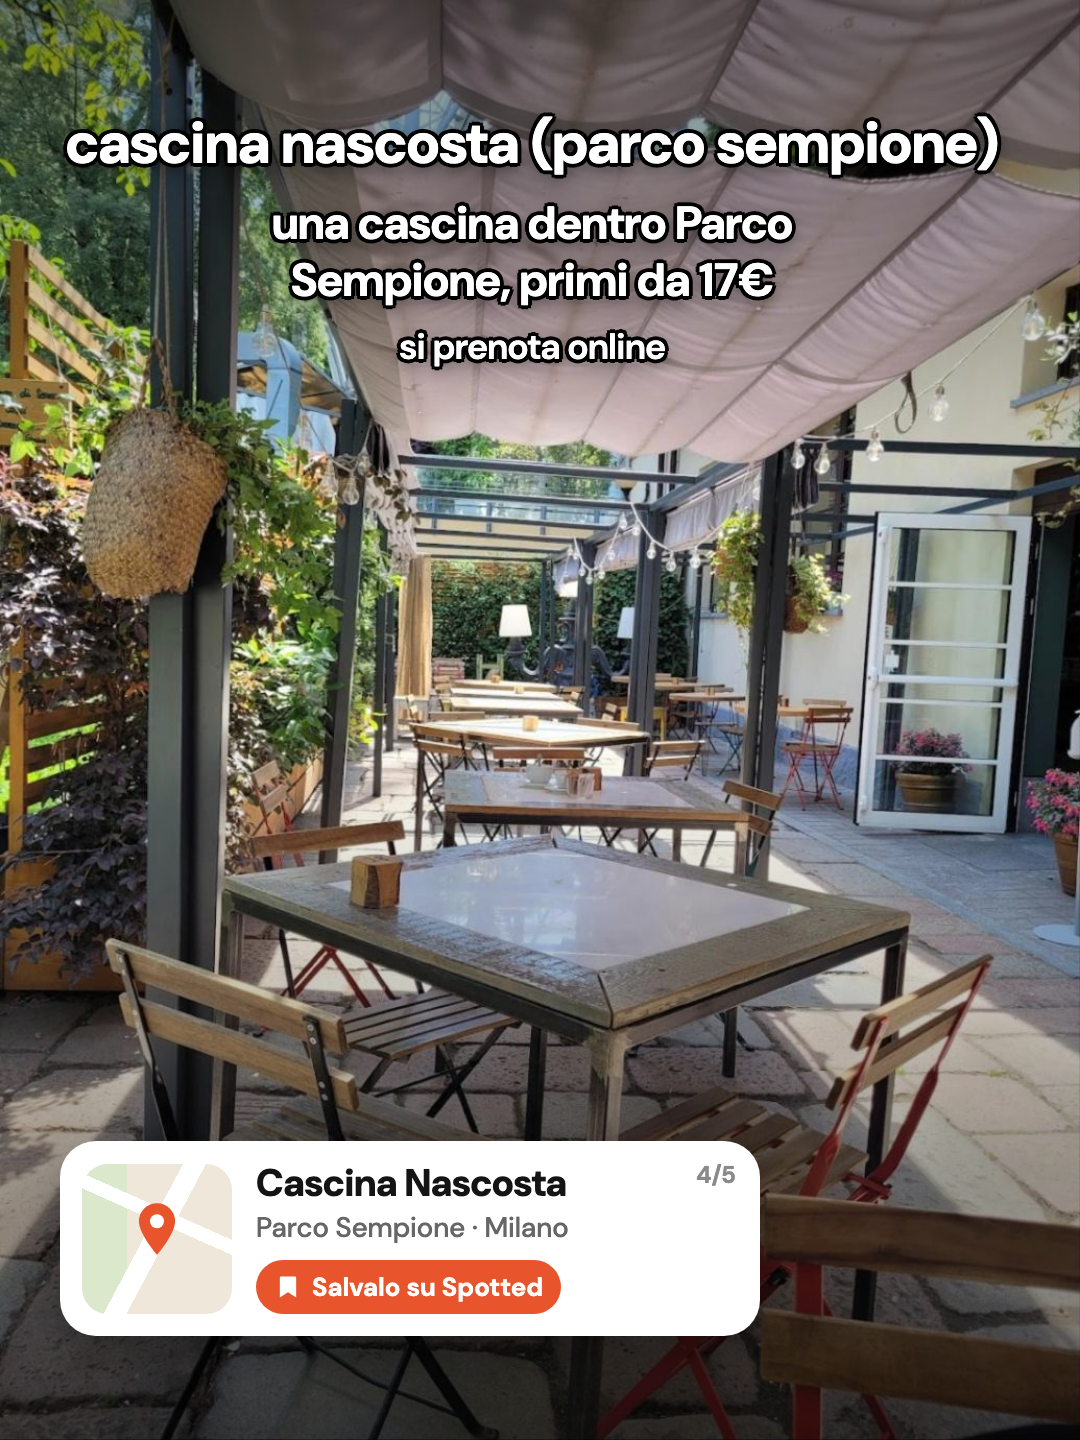 cascina nascosta (parco sempione)
una cascina dentro Parco
Sempione, primi da 17€
si prenota online
Cascina Nascosta
4/5
Parco Sempione · Milano
Salvalo su Spotted